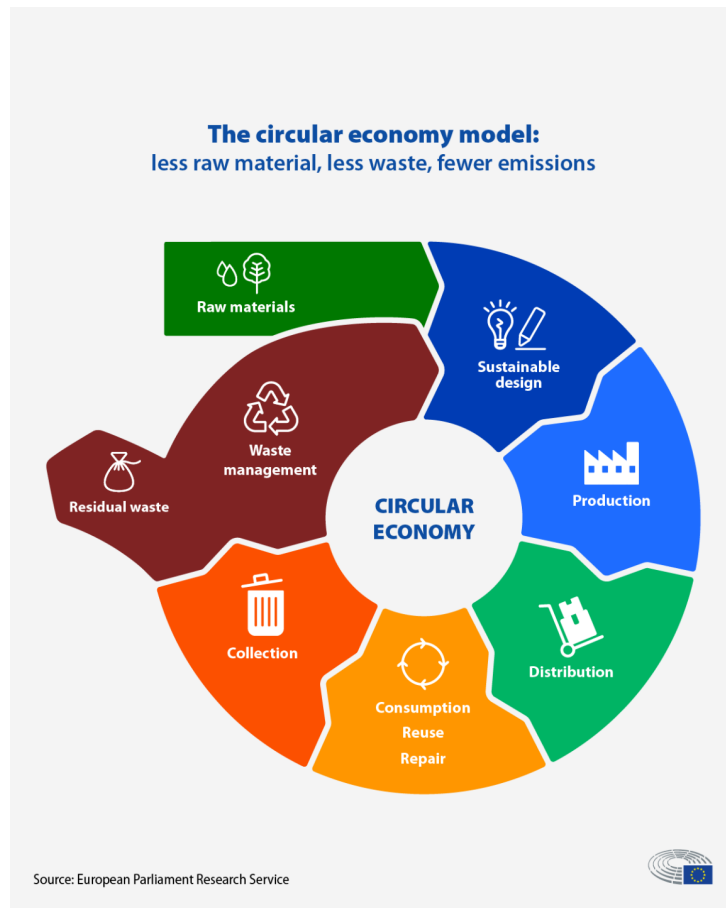 The circular economy model:
less raw material, less waste, fewer emissions
Raw materials
Sustainable
design
Production
Distribution
Consumption
Reuse
Repair
Collection
Waste
management
Residual waste
CIRCULAR
ECONOMY
Source: European Parliament Research Service